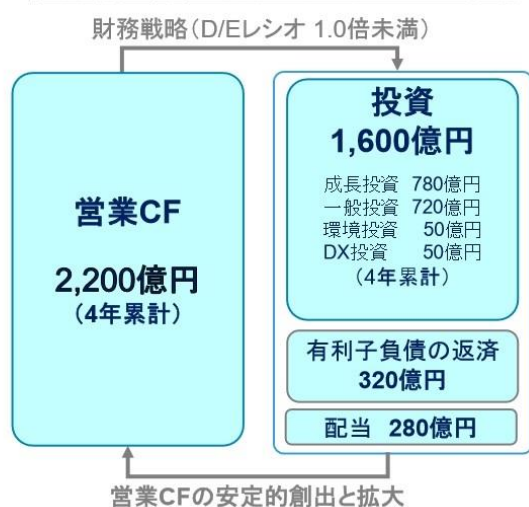 財務戦略（D/Eレシオ 1.0倍未満）
営業CF
2,200億円
（4年累計）
投資
1,600億円
成長投資 780億円
一般投資 720億円
環境投資 50億円
DX投資 50億円
（4年累計）
有利子負債の返済
320億円
配当 280億円
営業CFの安定的創出と拡大